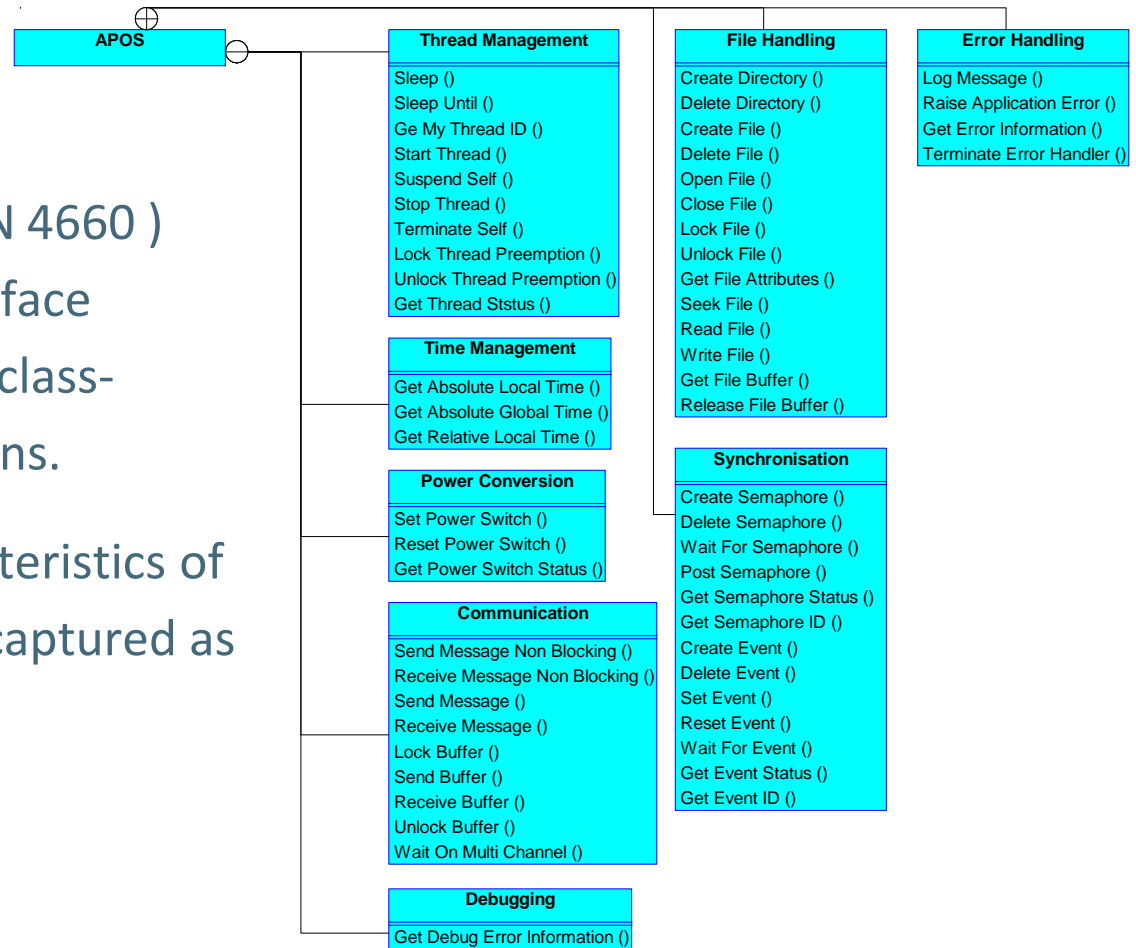 N 4660 )
face
class-
ns.
teristics of
captured as
APOS
Thread Management
Sleep ()
Sleep Until ()
Ge My Thread ID ()
Start Thread ()
Suspend Self ()
Stop Thread ()
Terminate Self ()
Lock Thread Preemption ()
Unlock Thread Preemption ()
Get Thread Ststus ()
Time Management
Get Absolute Local Time ()
Get Absolute Global Time ()
Get Relative Local Time ()
Power Conversion
Set Power Switch ()
Reset Power Switch ()
Get Power Switch Status ()
Communication
Send Message Non Blocking ()
Receive Message Non Blocking ()
Send Message ()
Receive Message ()
Lock Buffer ()
Send Buffer ()
Receive Buffer ()
Unlock Buffer ()
Wait On Multi Channel ()
Debugging
Get Debug Error Information ()
File Handling
Create Directory ()
Delete Directory ()
Create File ()
Delete File ()
Open File ()
Close File ()
Lock File ()
Unlock File ()
Get File Attributes ()
Seek File ()
Read File ()
Write File ()
Get File Buffer ()
Release File Buffer ()
Synchronisation
Create Semaphore ()
Delete Semaphore ()
Wait For Semaphore ()
Post Semaphore ()
Get Semaphore Status ()
Get Semaphore ID ()
Create Event ()
Delete Event ()
Set Event ()
Reset Event ()
Wait For Event ()
Get Event Status ()
Get Event ID ()
Error Handling
Log Message ()
Raise Application Error ()
Get Error Information ()
Terminate Error Handler ()